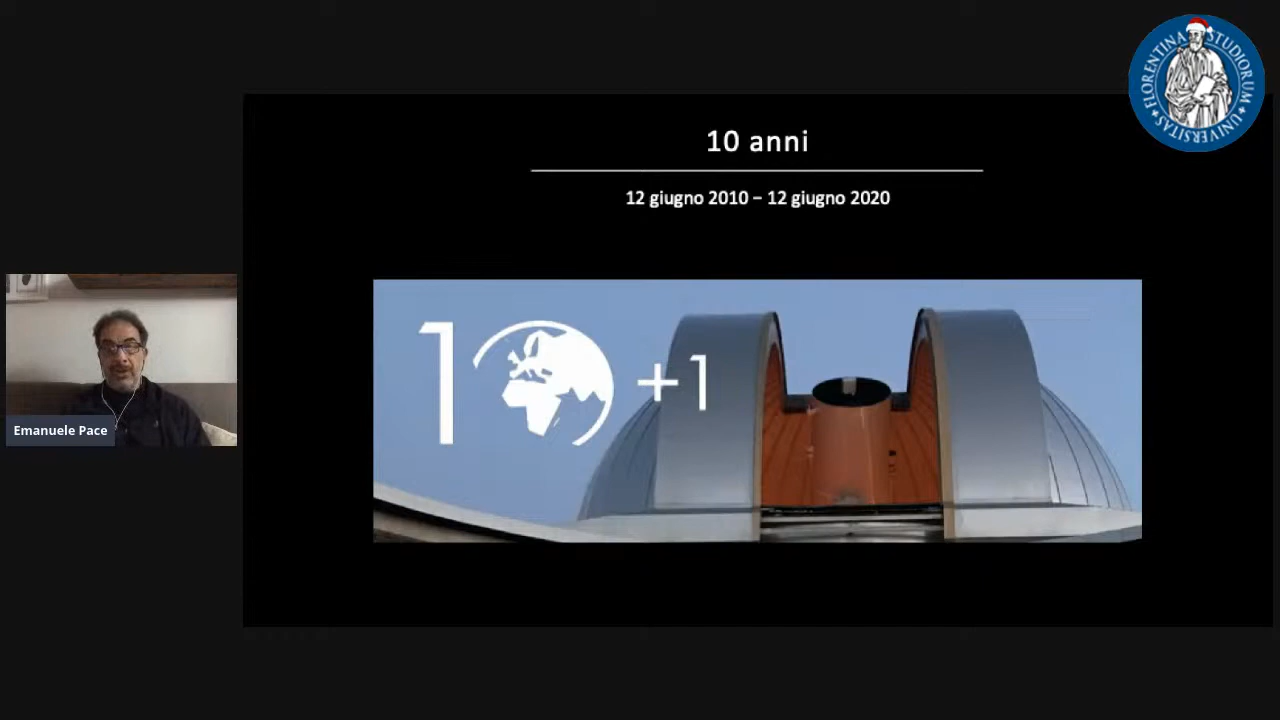 FLORENTINA STUDIORUM UNIVERSITAS
10 anni
12 giugno 2010 – 12 giugno 2020
1 +1
Emanuele Pace